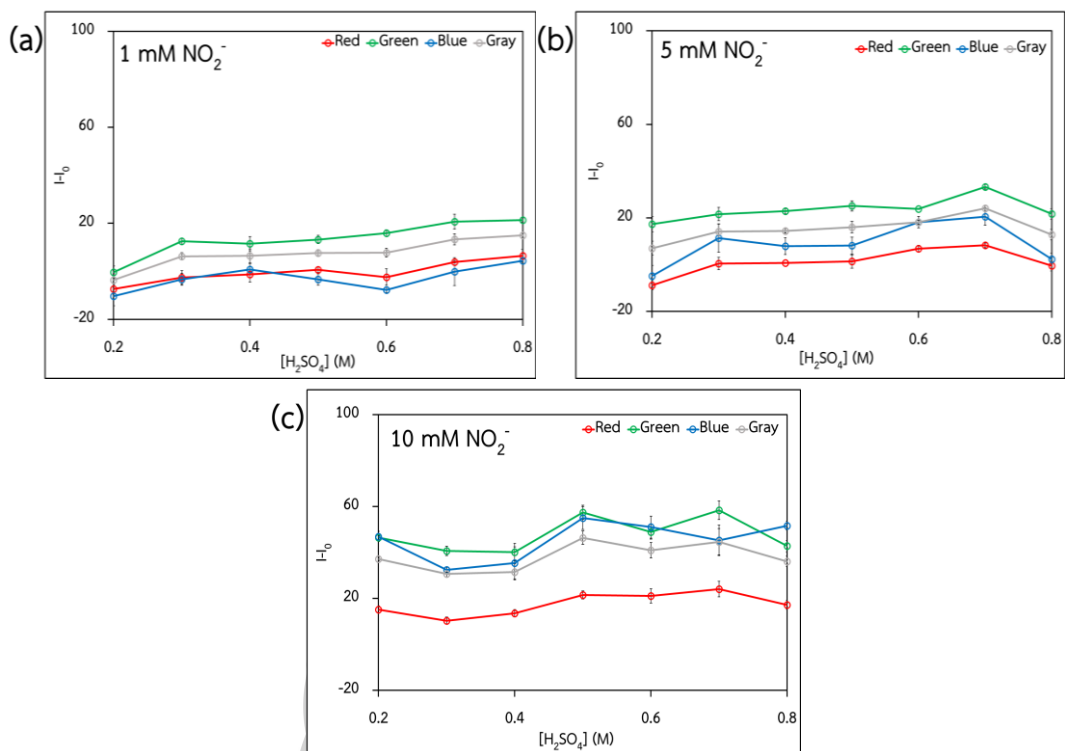 (a)
1 mM NO₂⁻
Red Green Blue Gray
100
60
20
-20
I-I₀
0.2 0.4 0.6 0.8
[H₂SO₄] (M)
(b)
5 mM NO₂⁻
Red Green Blue Gray
100
60
20
-20
I-I₀
0.2 0.4 0.6 0.8
[H₂SO₄] (M)
(c)
10 mM NO₂⁻
Red Green Blue Gray
100
60
20
-20
I-I₀
0.2 0.4 0.6 0.8
[H₂SO₄] (M)